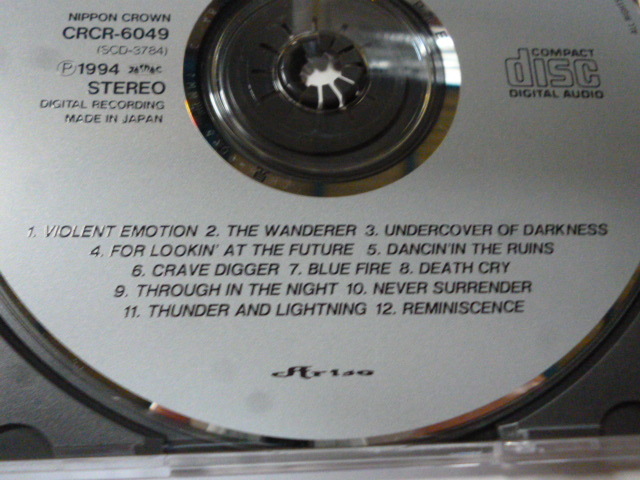 NIPPON CROWN
CRCR-6049
(SCD-3784)
Ⓟ1994
STEREO
DIGITAL RECORDING
MADE IN JAPAN
COMPACT
disc
DIGITAL AUDIO
1. VIOLENT EMOTION 2. THE WANDERER 3. UNDERCOVER OF DARKNESS
4. FOR LOOKIN' AT THE FUTURE 5. DANCIN'IN THE RUINS
6. CRAVE DIGGER 7. BLUE FIRE 8. DEATH CRY
9. THROUGH IN THE NIGHT 10. NEVER SURRENDER
11. THUNDER AND LIGHTNING 12. REMINISCENCE